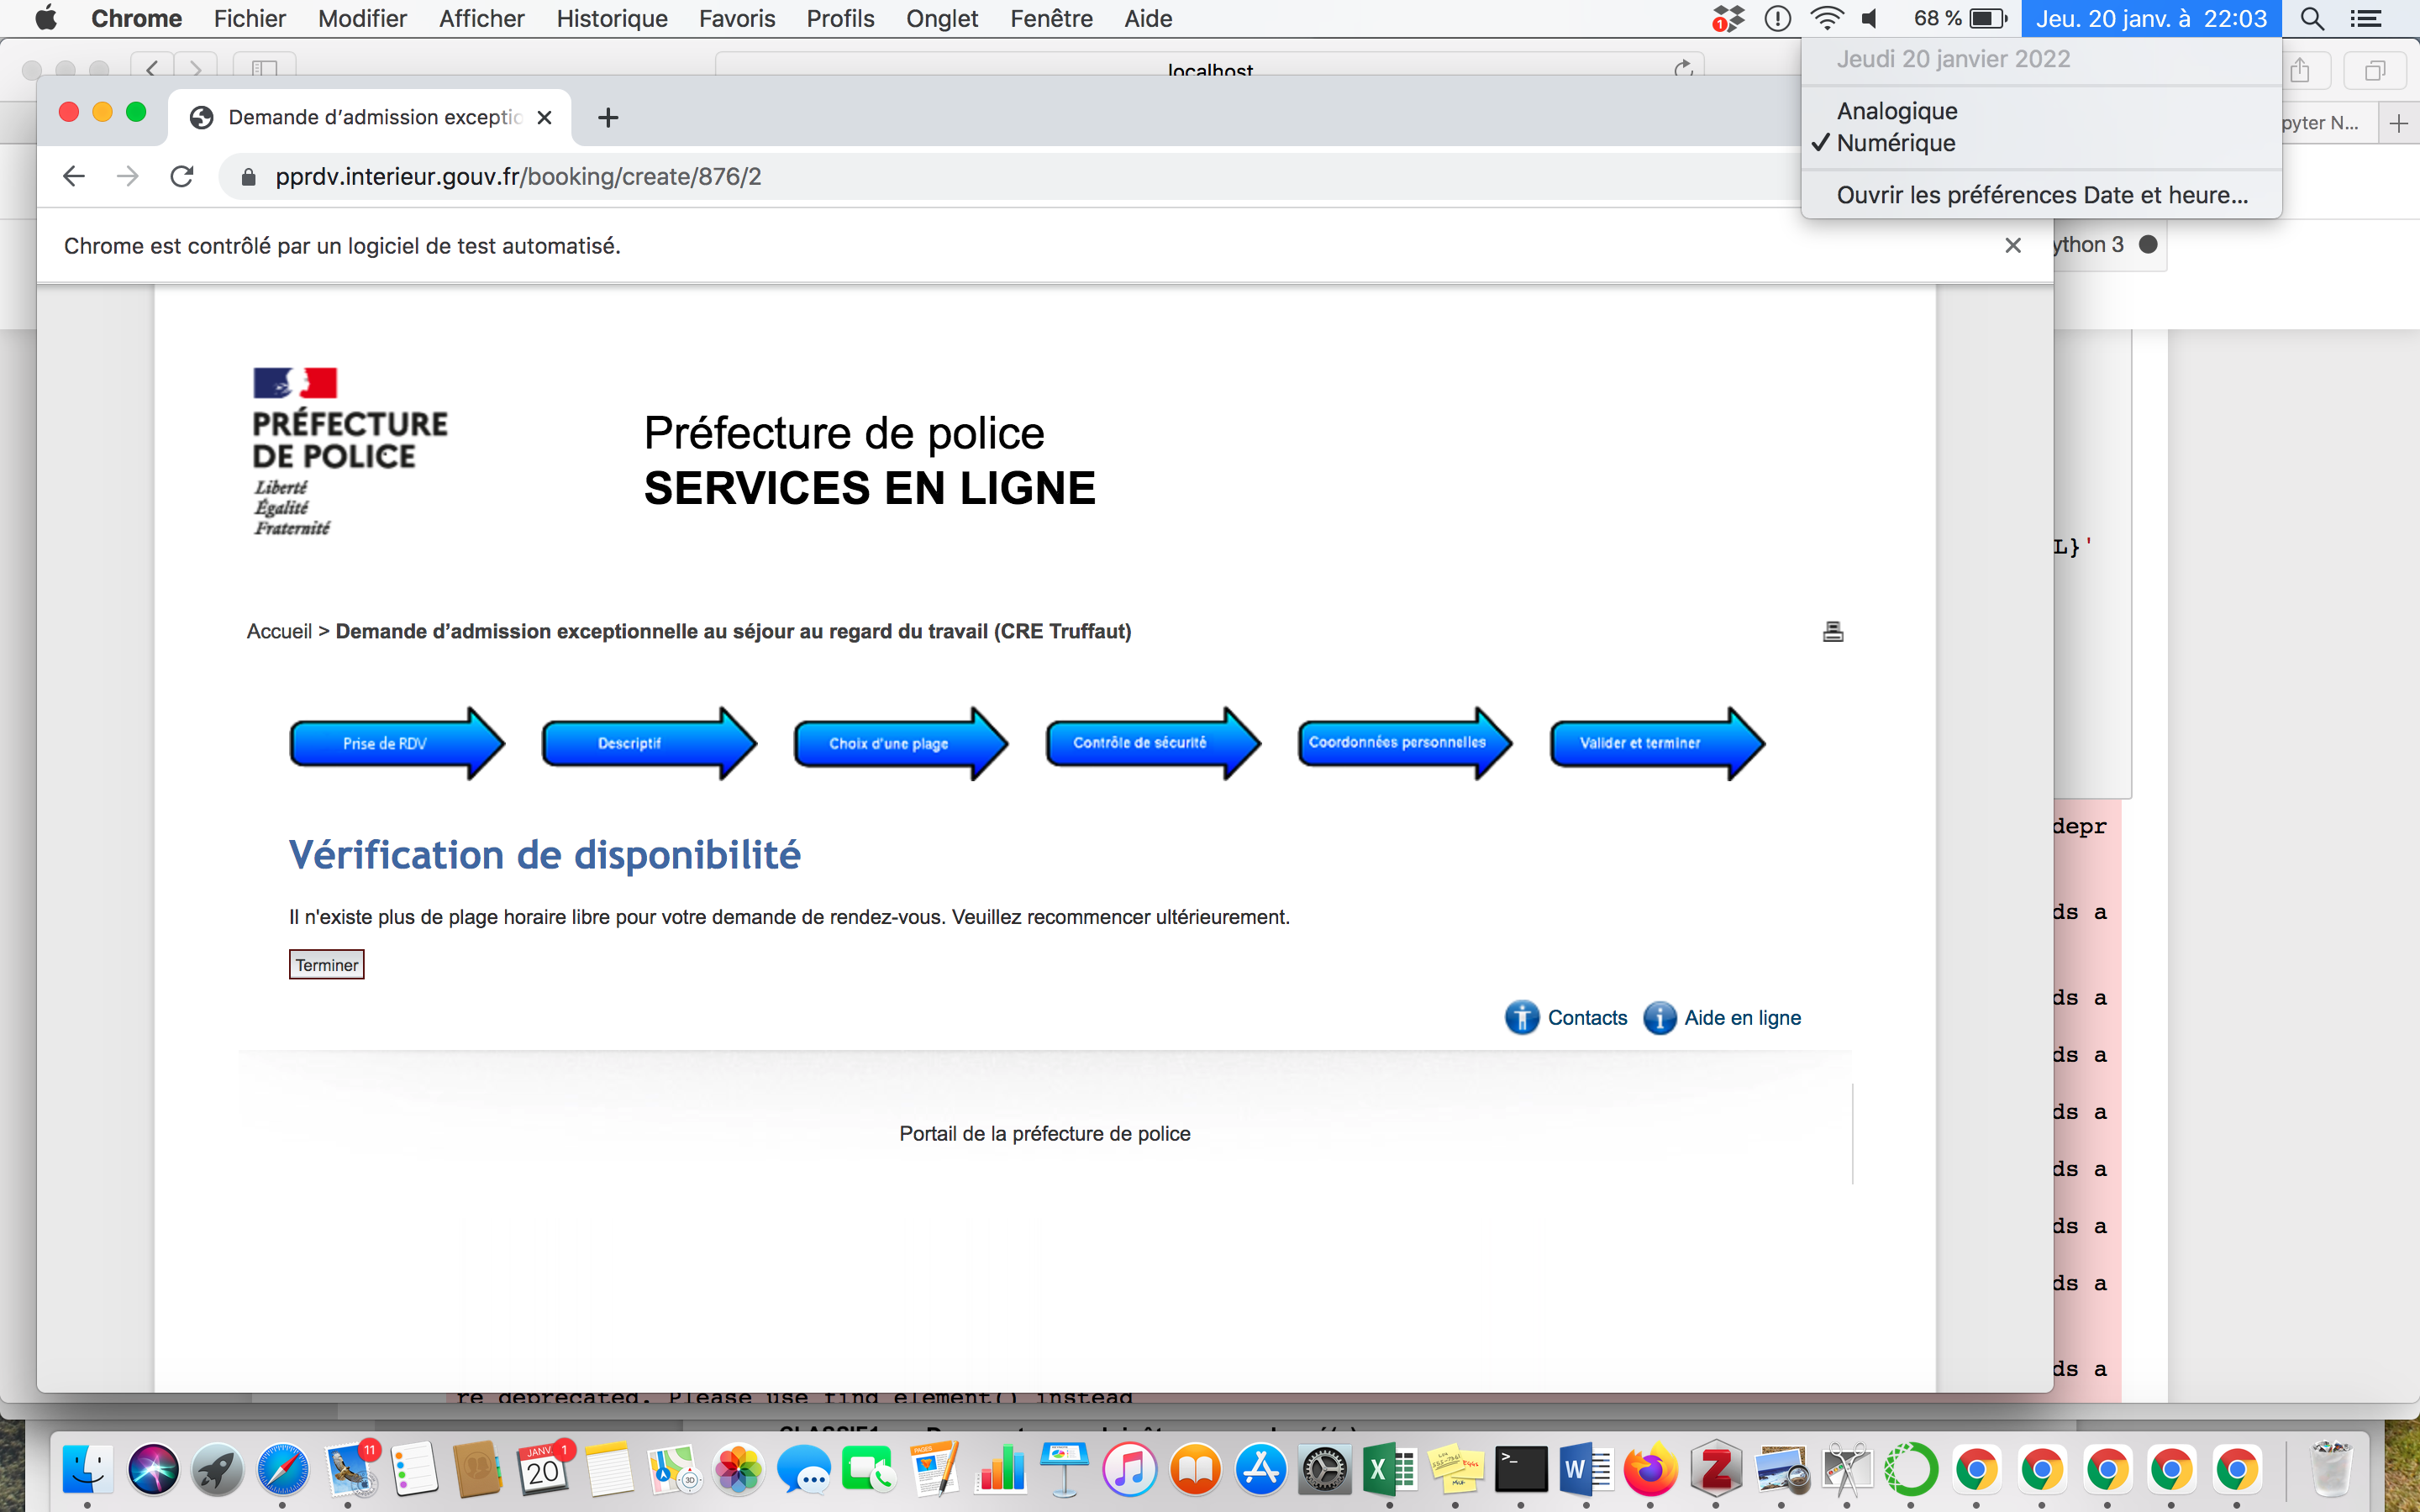 Chrome Fichier Modifier Afficher Historique Favoris Profils Onglet Fenêtre Aide 1 68 % Jeu. 20 janv. à 22:03
Jeudi 20 janvier 2022
Analogique
✓ Numérique
Ouvrir les préférences Date et heure...
localhost
Demande d'admission exceptio
pyter N...
pprdv.interieur.gouv.fr/booking/create/876/2
Chrome est contrôlé par un logiciel de test automatisé.
ython 3
PRÉFECTURE
DE POLICE
Liberté
Égalité
Fraternité
Préfecture de police
SERVICES EN LIGNE
L}'
Accueil > Demande d'admission exceptionnelle au séjour au regard du travail (CRE Truffaut)
Prise de RDV Descriptif Choix d'une plage Contrôle de sécurité Coordonnées personnelles Valider et terminer
depr
Vérification de disponibilité
ds a
Il n'existe plus de plage horaire libre pour votre demande de rendez-vous. Veuillez recommencer ultérieurement.
Terminer
ds a
Contacts Aide en ligne
ds a
ds a
Portail de la préfecture de police
ds a
ds a
ds a
ds a
re deprecated. Please use find element() instead
11
JANV. 1
20
3D
PAGES